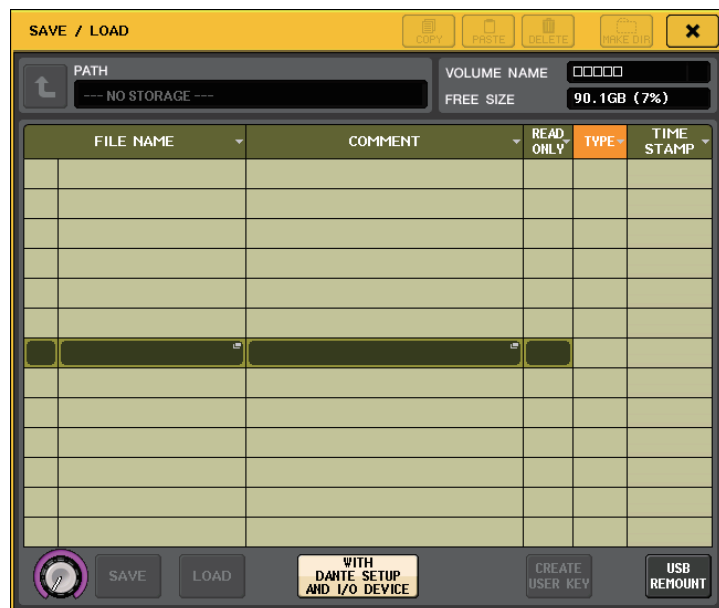 SAVE / LOAD
COPY
PASTE
DELETE
MAKE DIR
PATH
--- NO STORAGE ---
VOLUME NAME □□□□□
FREE SIZE 90.1GB (7%)
FILE NAME
COMMENT
READ ONLY
TYPE
TIME STAMP
SAVE
LOAD
WITH
DANTE SETUP
AND I/O DEVICE
CREATE
USER KEY
USB
REMOUNT